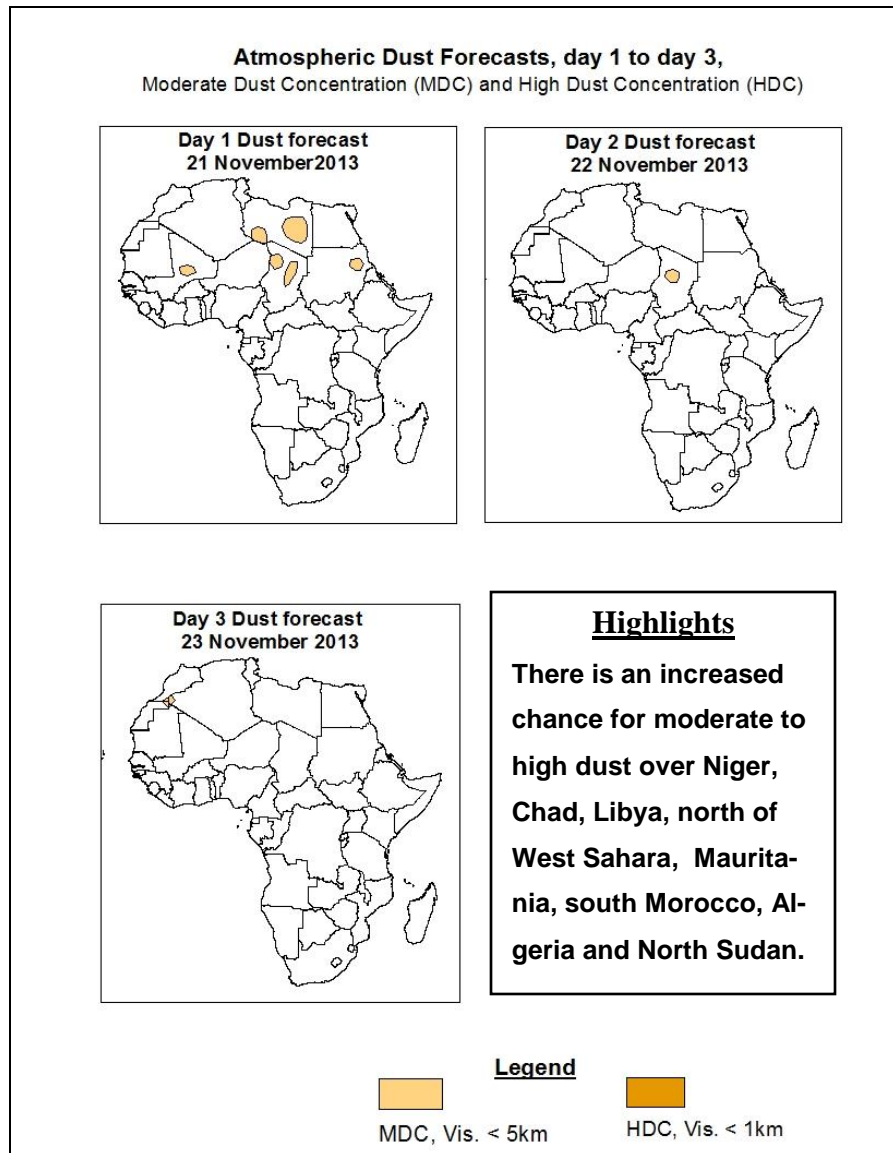 Atmospheric Dust Forecasts, day 1 to day 3,
Moderate Dust Concentration (MDC) and High Dust Concentration (HDC)
Day 1 Dust forecast
21 November2013
Day 2 Dust forecast
22 November 2013
Day 3 Dust forecast
23 November 2013
Highlights
There is an increased
chance for moderate to
high dust over Niger,
Chad, Libya, north of
West Sahara, Maurita-
nia, south Morocco, Al-
geria and North Sudan.
Legend
MDC, Vis. < 5km
HDC, Vis. < 1km